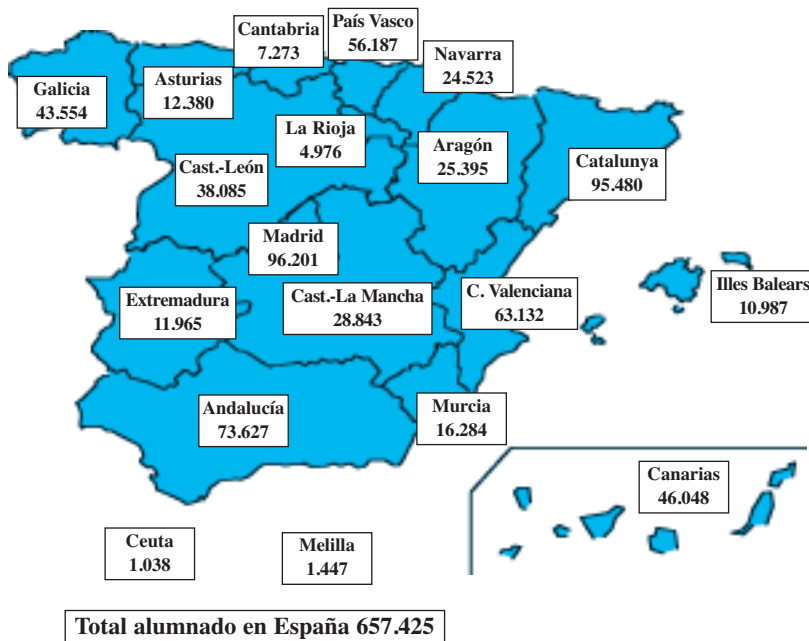 Cantabria
7.273
País Vasco
56.187
Navarra
24.523
Galicia
43.554
Asturias
12.380
La Rioja
4.976
Aragón
25.395
Catalunya
95.480
Cast.-León
38.085
Madrid
96.201
Extremadura
11.965
Cast.-La Mancha
28.843
C. Valenciana
63.132
Illes Balears
10.987
Andalucía
73.627
Murcia
16.284
Canarias
46.048
Ceuta
1.038
Melilla
1.447
Total alumnado en España 657.425